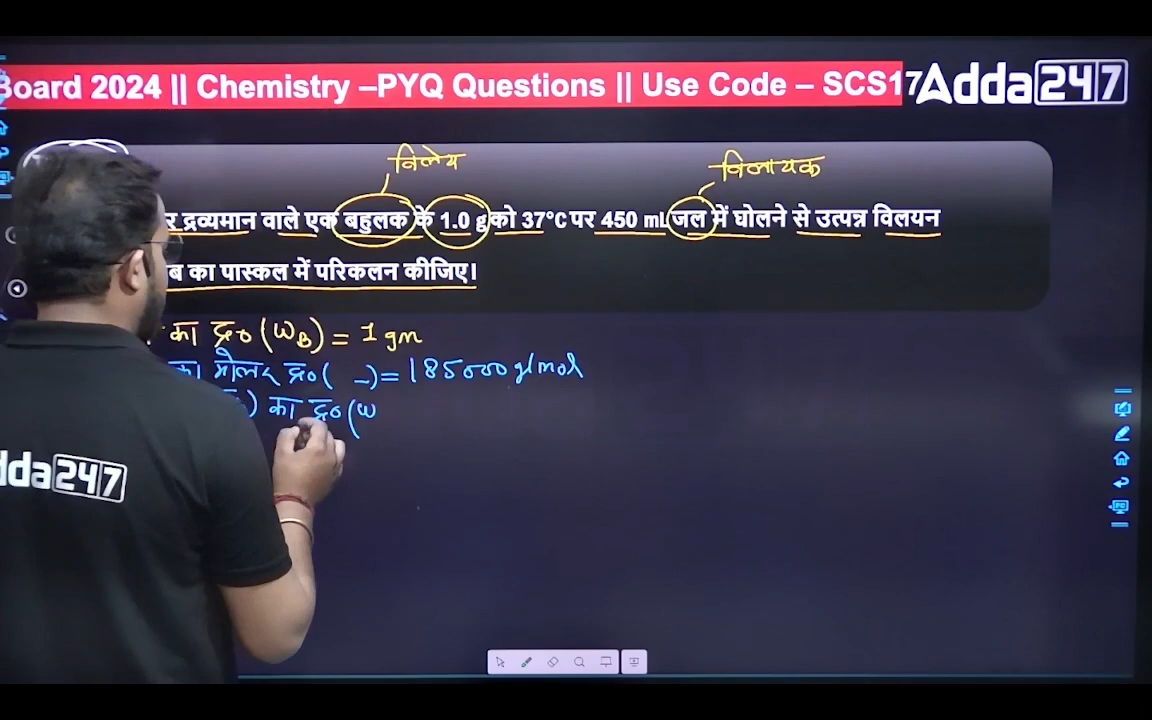 Board 2024 || Chemistry –PYQ Questions || Use Code – SCS17
Adda247
विलेय
विलायक
द्रव्यमान वाले एक बहुलक के 1.0 g को 37°C पर 450 mL जल में घोलने से उत्पन्न विलयन
का पास्कल में परिकलन कीजिए।
का द्र० (WB) = 1 gm
का मोलर द्र० ( ) = 185000 g/mol
) का द्र० (W
dda247